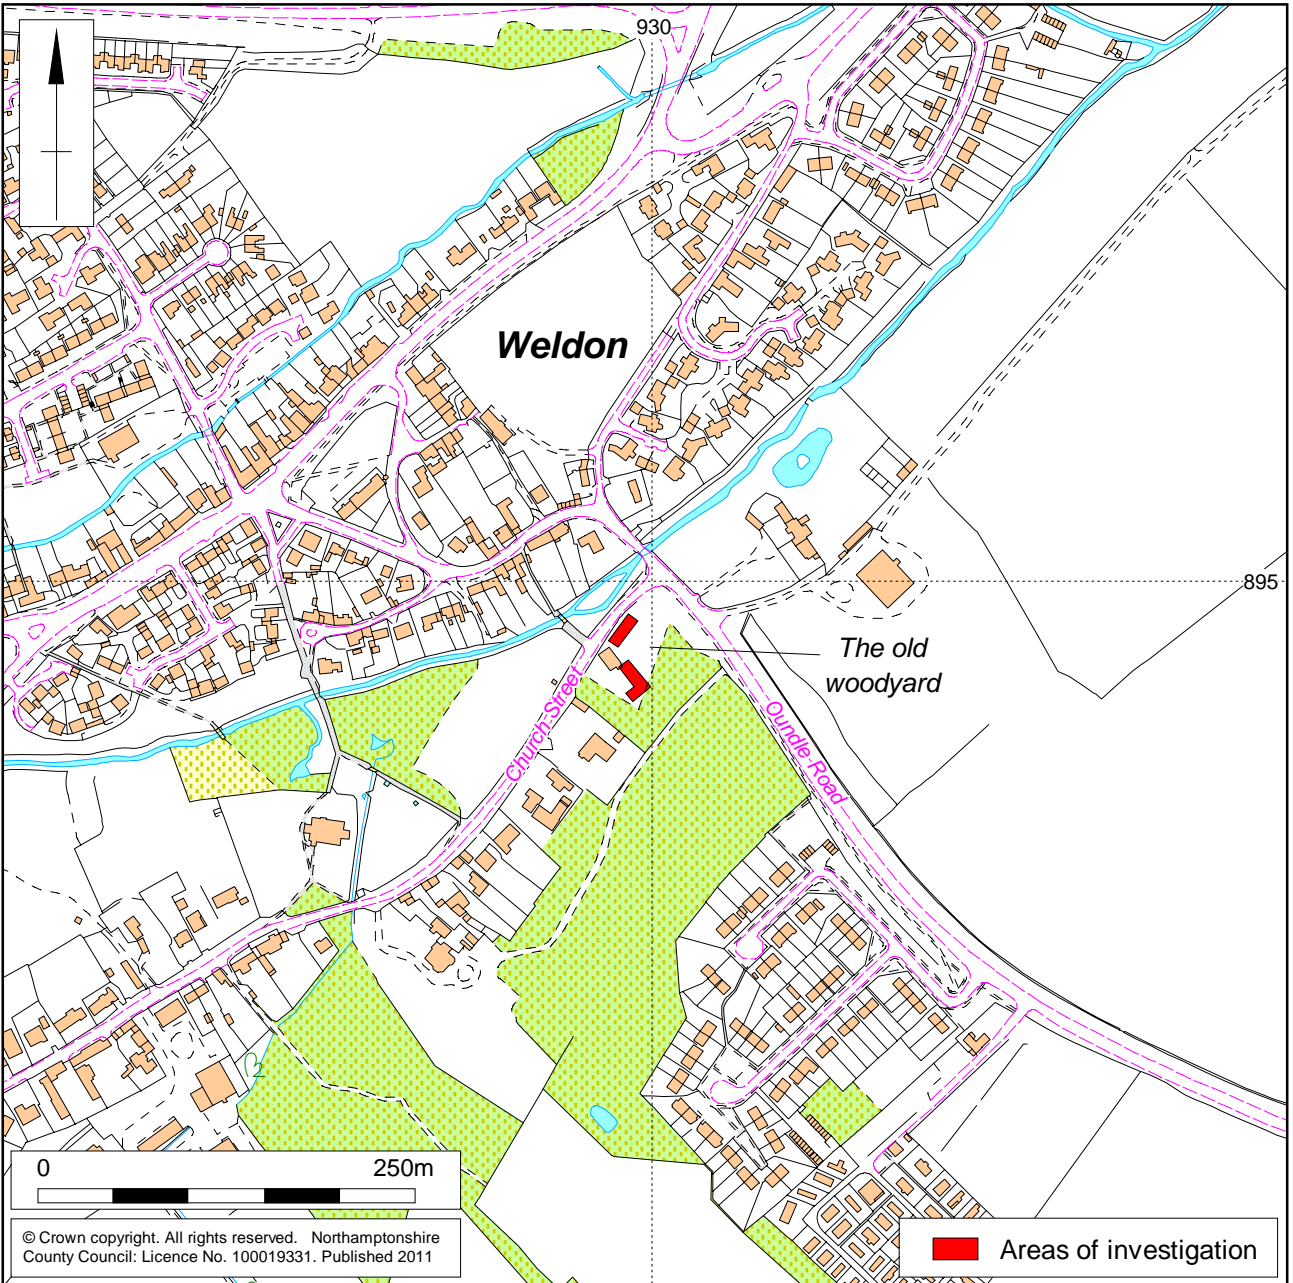 930
Weldon
895
The old
woodyard
Church Street
Oundle Road
0 250m
© Crown copyright. All rights reserved. Northamptonshire
County Council: Licence No. 100019331. Published 2011
Areas of investigation